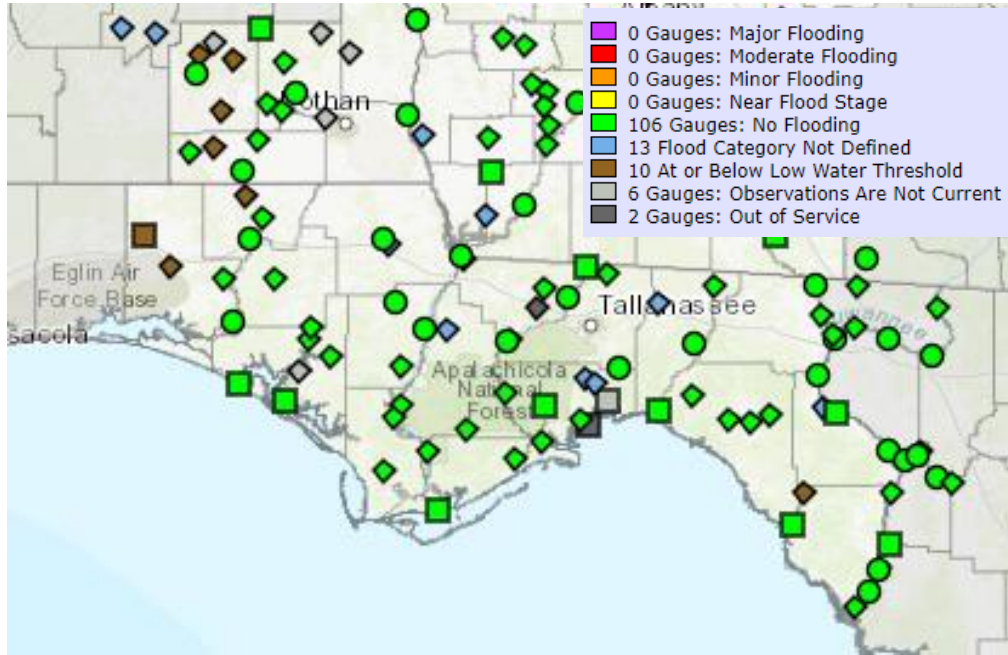 0 Gauges: Major Flooding
0 Gauges: Moderate Flooding
0 Gauges: Minor Flooding
0 Gauges: Near Flood Stage
106 Gauges: No Flooding
13 Flood Category Not Defined
10 At or Below Low Water Threshold
6 Gauges: Observations Are Not Current
2 Gauges: Out of Service
Dothan
Eglin Air
Force Base
sacola
Tallahassee
Apalachicola
National
Forest